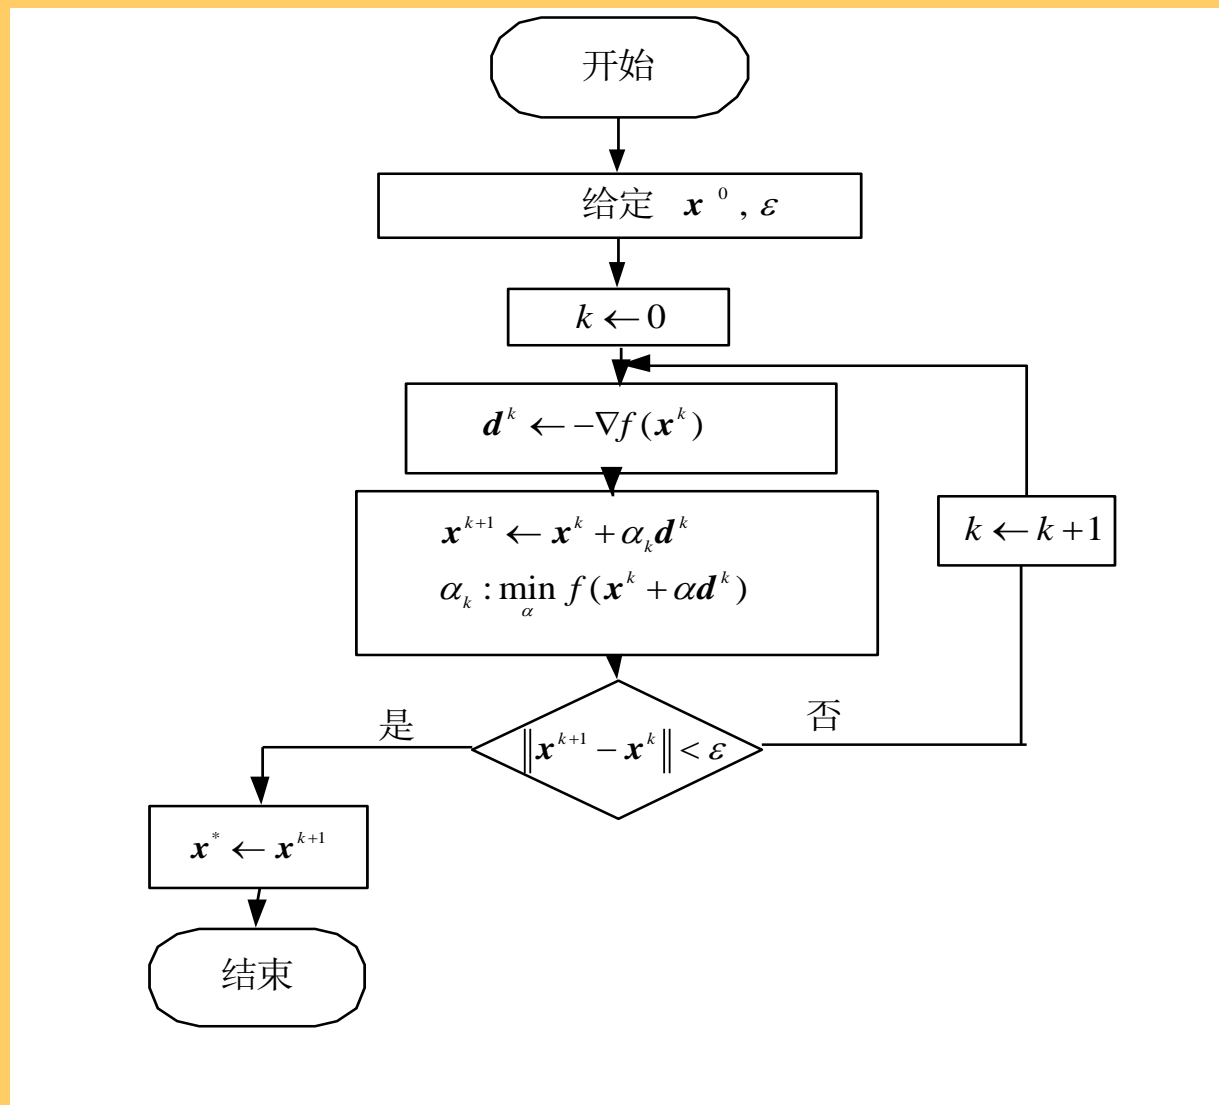 开始
给定 x⁰ , ε
k ← 0
dᵏ ← −∇f(xᵏ)
xᵏ⁺¹ ← xᵏ + αₖdᵏ
αₖ : min_α f(xᵏ + αdᵏ)
k ← k + 1
‖xᵏ⁺¹ − xᵏ‖ < ε
是
否
x* ← xᵏ⁺¹
结束